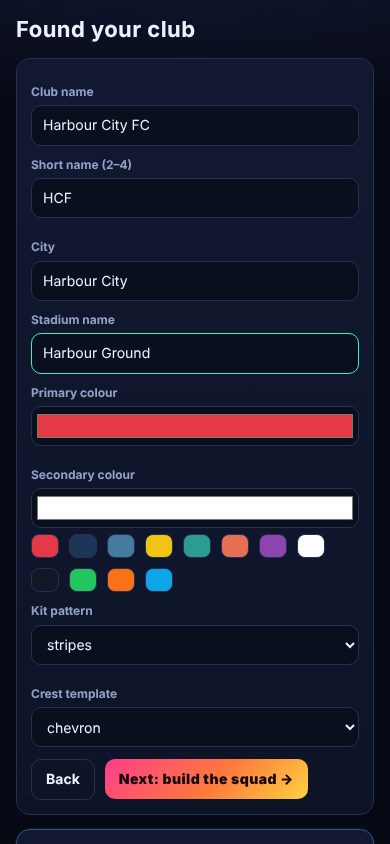 Found your club
Club name
Harbour City FC
Short name (2–4)
HCF
City
Harbour City
Stadium name
Harbour Ground
Primary colour
Secondary colour
Kit pattern
stripes
Crest template
chevron
Back
Next: build the squad →